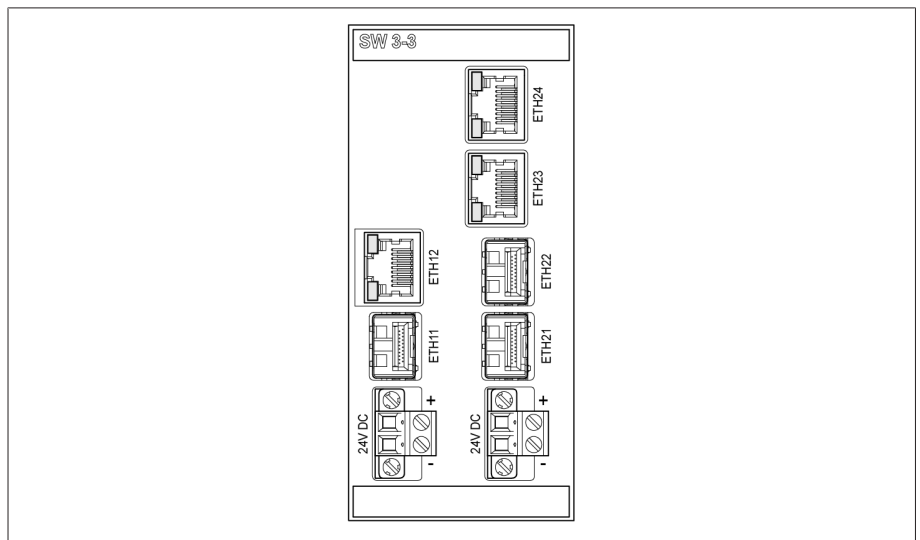 SW 3-3
ETH24
ETH23
ETH12
ETH22
ETH11
ETH21
24V DC
+
-
24V DC
+
-